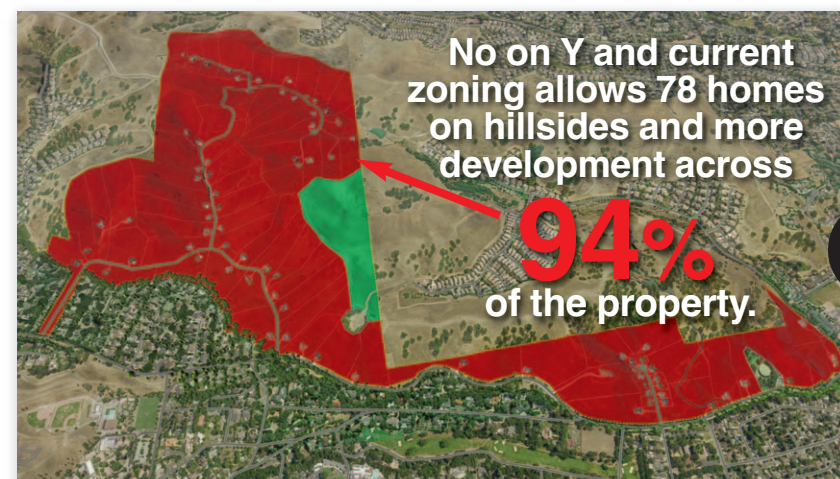 No on Y and current
zoning allows 78 homes
on hillsides and more
development across
94%
of the property.